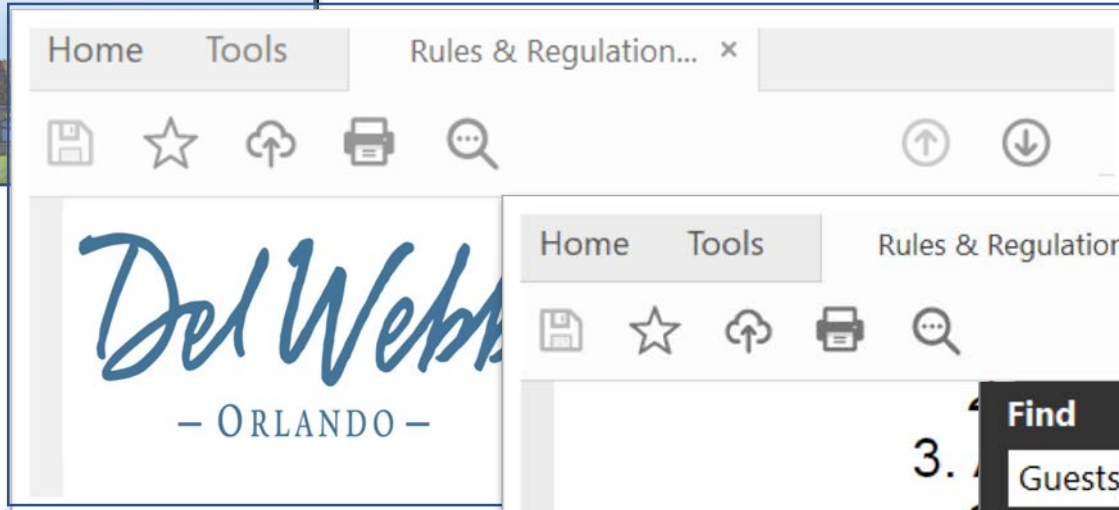 Home Tools Rules & Regulation... ×
Del Webb
– ORLANDO –
Home Tools Rules & Regulation
Find
3.
Guests